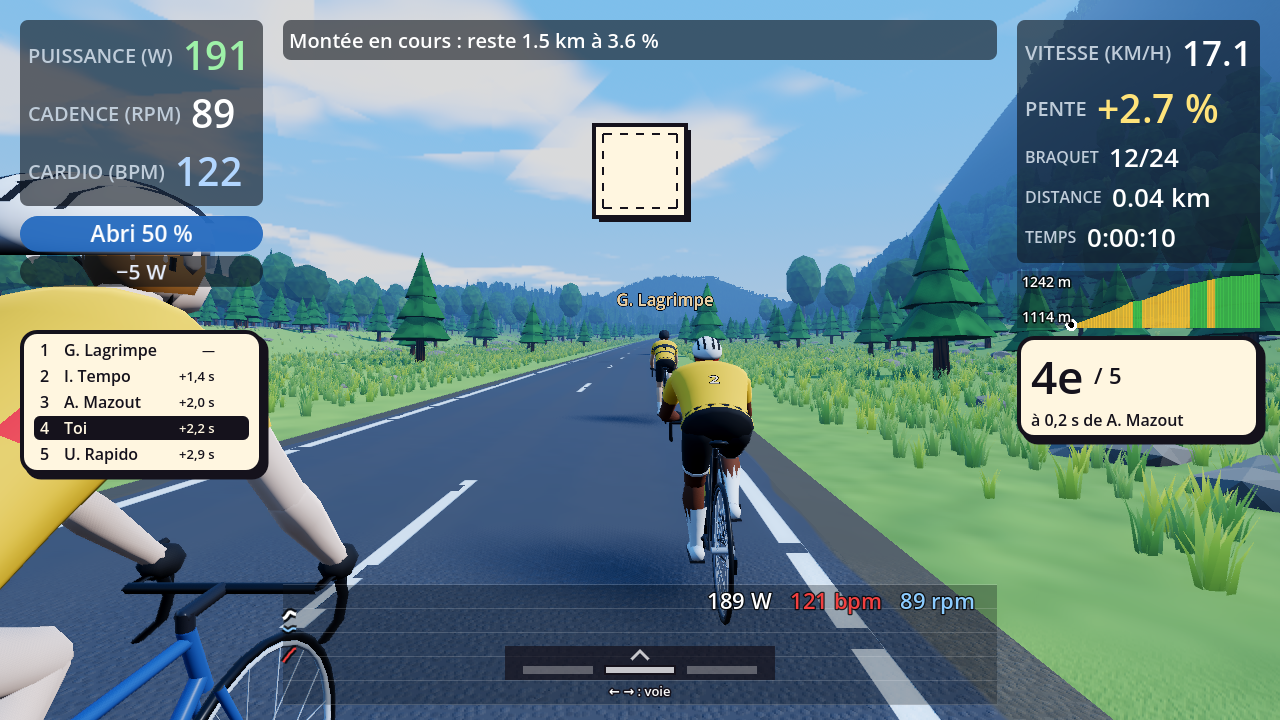 PUISSANCE (W) 191
CADENCE (RPM) 89
CARDIO (BPM) 122
Abri 50 %
−5 W
Montée en cours : reste 1.5 km à 3.6 %
VITESSE (KM/H) 17.1
PENTE +2.7 %
BRAQUET 12/24
DISTANCE 0.04 km
TEMPS 0:00:10
1242 m
1114 m
G. Lagrimpe
1 G. Lagrimpe —
2 I. Tempo +1,4 s
3 A. Mazout +2,0 s
4 Toi +2,2 s
5 U. Rapido +2,9 s
4e / 5
à 0,2 s de A. Mazout
2
189 W 121 bpm 89 rpm
← → : voie